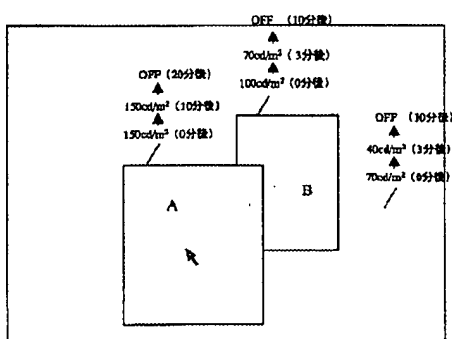 OFF (10分後)
70cd/m² (3分後)
100cd/m² (0分後)
OFF (20分後)
150cd/m² (10分後)
150cd/m² (0分後)
OFF (10分後)
40cd/m² (3分後)
70cd/m² (0分後)
A
B